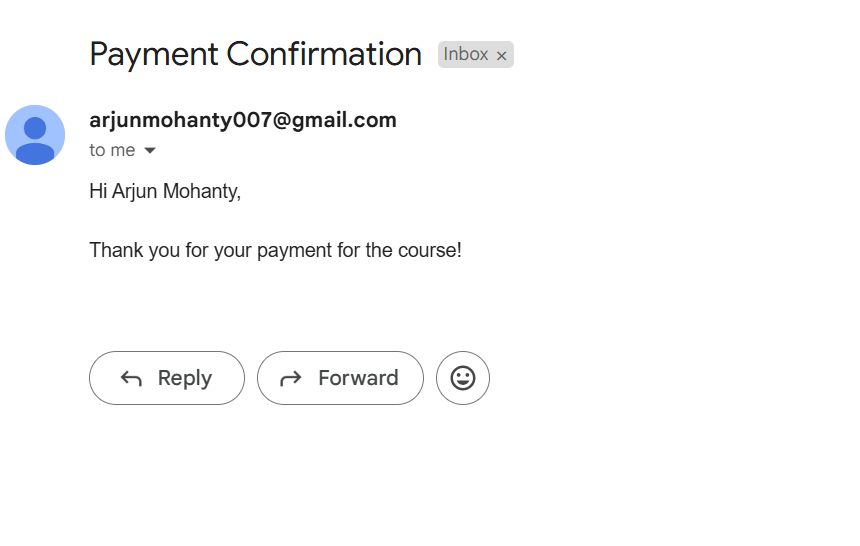 Payment Confirmation Inbox ×
arjunmohanty007@gmail.com
to me
Hi Arjun Mohanty,
Thank you for your payment for the course!
Reply Forward